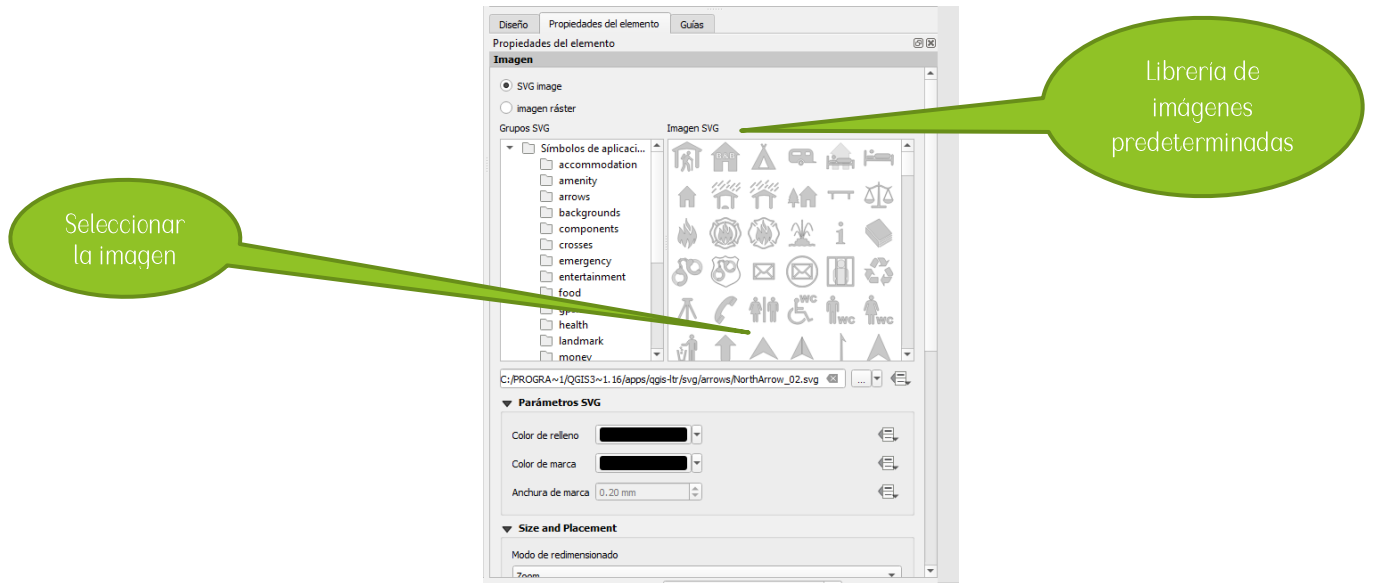 Diseño
Propiedades del elemento
Guías
Propiedades del elemento
Imagen
SVG image
imagen ráster
Grupos SVG
Imagen SVG
Símbolos de aplicaci...
accommodation
amenity
arrows
backgrounds
components
crosses
emergency
entertainment
food
health
landmark
money
B&B
i
WC
WC
WC
C:/PROGRA~1/QGIS3~1.16/apps/qgis-ltr/svg/arrows/NorthArrow_02.svg
...
Parámetros SVG
Color de relleno
Color de marca
Anchura de marca
0.20 mm
Size and Placement
Modo de redimensionado
Zoom
Librería de
imágenes
predeterminadas
Seleccionar
la imagen